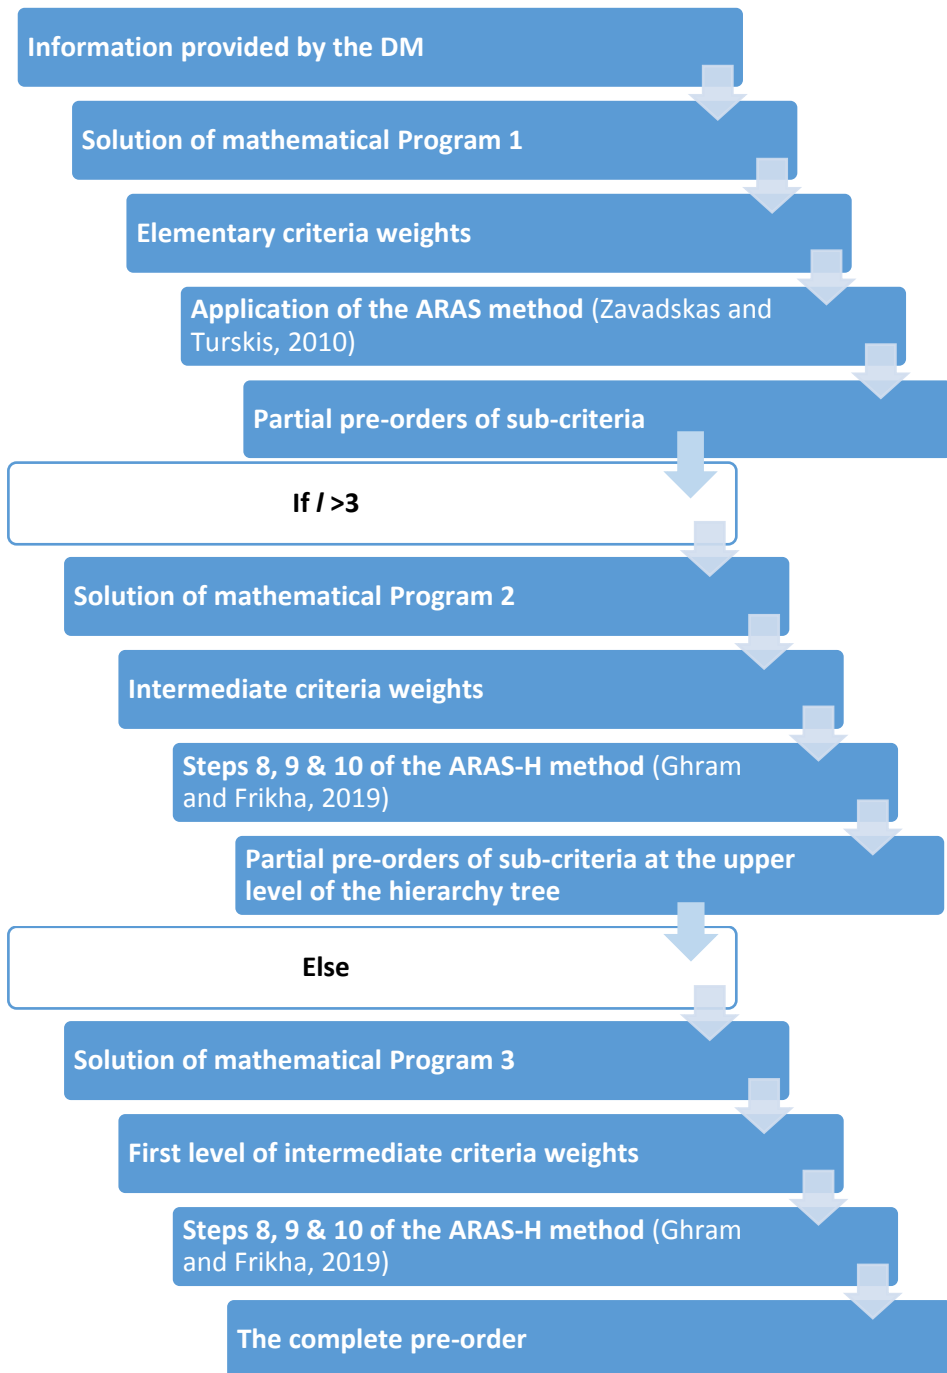 Information provided by the DM
Solution of mathematical Program 1
Elementary criteria weights
Application of the ARAS method (Zavadskas and
Turskis, 2010)
Partial pre-orders of sub-criteria
If l >3
Solution of mathematical Program 2
Intermediate criteria weights
Steps 8, 9 & 10 of the ARAS-H method (Ghram
and Frikha, 2019)
Partial pre-orders of sub-criteria at the upper
level of the hierarchy tree
Else
Solution of mathematical Program 3
First level of intermediate criteria weights
Steps 8, 9 & 10 of the ARAS-H method (Ghram
and Frikha, 2019)
The complete pre-order